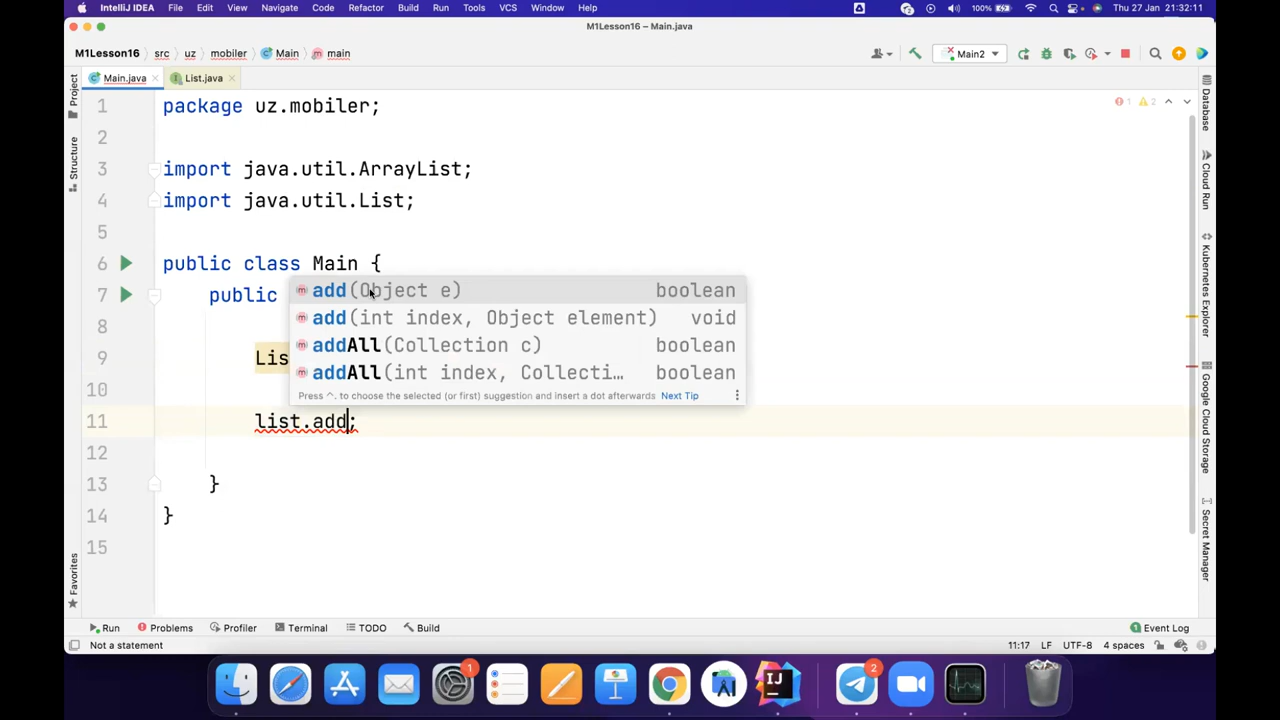 IntelliJ IDEA File Edit View Navigate Code Refactor Build Run Tools VCS Window Help 100% Thu 27 Jan 21:32:11
M1Lesson16 – Main.java
M1Lesson16 src uz mobiler Main main Main2
Main.java List.java
1 package uz.mobiler; 1 2
2
3 import java.util.ArrayList;
4 import java.util.List;
5
6 public class Main {
7 public
add(Object e) boolean
8
add(int index, Object element) void
addAll(Collection c) boolean
9 Lis
addAll(int index, Collecti… boolean
10
Press ^. to choose the selected (or first) suggestion and insert a dot afterwards Next Tip
11 list.add;
12
13 }
14 }
15
Project
Structure
Favorites
Database
Cloud Run
Kubernetes Explorer
Google Cloud Storage
Secret Manager
Run Problems Profiler Terminal TODO Build 1 Event Log
Not a statement 11:17 LF UTF-8 4 spaces
1 IJ 2